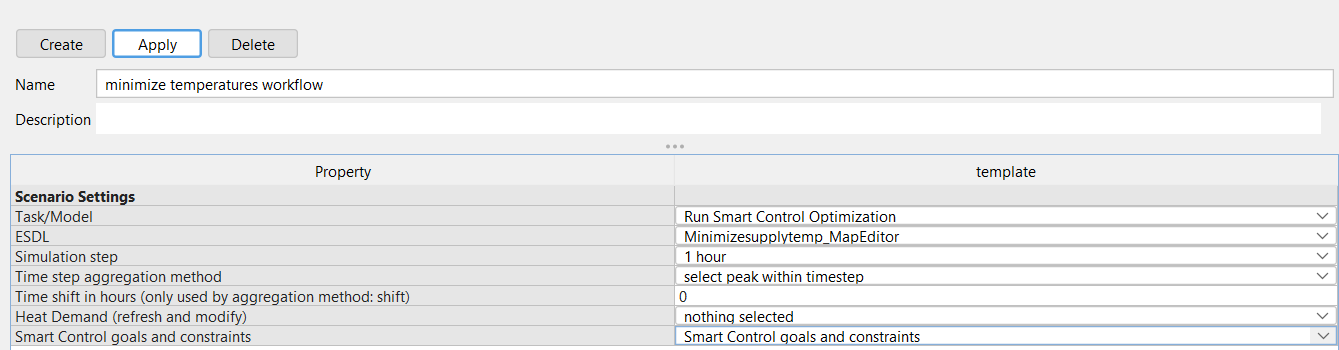 Create Apply Delete
Name minimize temperatures workflow
Description
Property template
Scenario Settings
Task/Model Run Smart Control Optimization
ESDL Minimizesupplytemp_MapEditor
Simulation step 1 hour
Time step aggregation method select peak within timestep
Time shift in hours (only used by aggregation method: shift) 0
Heat Demand (refresh and modify) nothing selected
Smart Control goals and constraints Smart Control goals and constraints